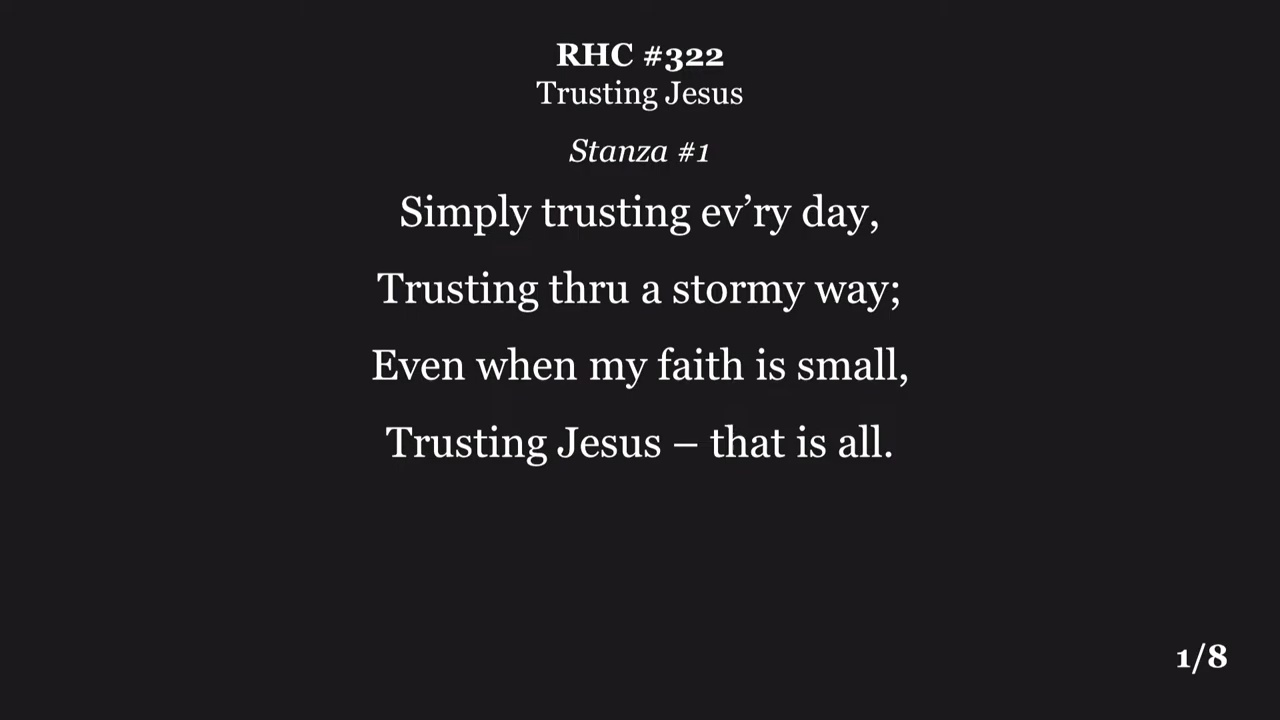 RHC #322
Trusting Jesus
Stanza #1
Simply trusting ev’ry day,
Trusting thru a stormy way;
Even when my faith is small,
Trusting Jesus – that is all.
1/8